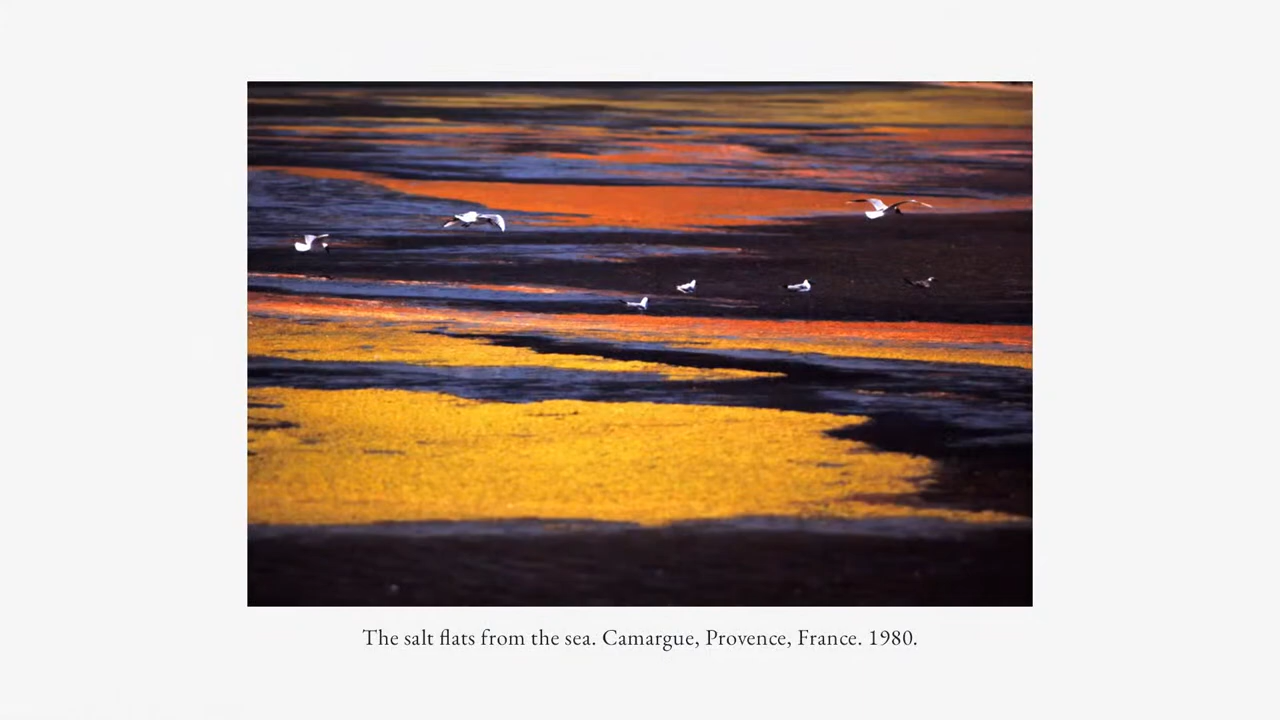 The salt flats from the sea. Camargue, Provence, France. 1980.